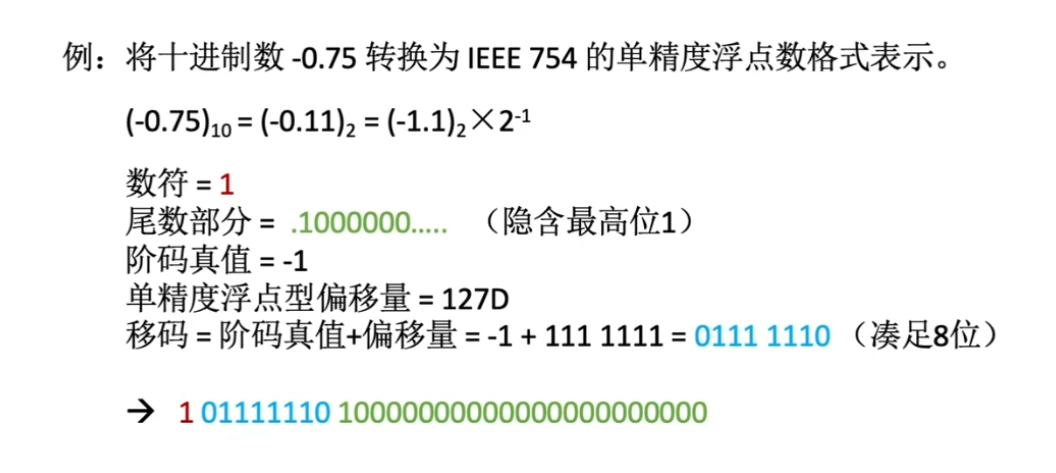 例：将十进制数 -0.75 转换为 IEEE 754 的单精度浮点数格式表示。
(-0.75)₁₀ = (-0.11)₂ = (-1.1)₂×2⁻¹
数符 = 1
尾数部分 = .1000000..... （隐含最高位1）
阶码真值 = -1
单精度浮点型偏移量 = 127D
移码 = 阶码真值+偏移量 = -1 + 111 1111 = 0111 1110 （凑足8位）
→ 1 01111110 10000000000000000000000